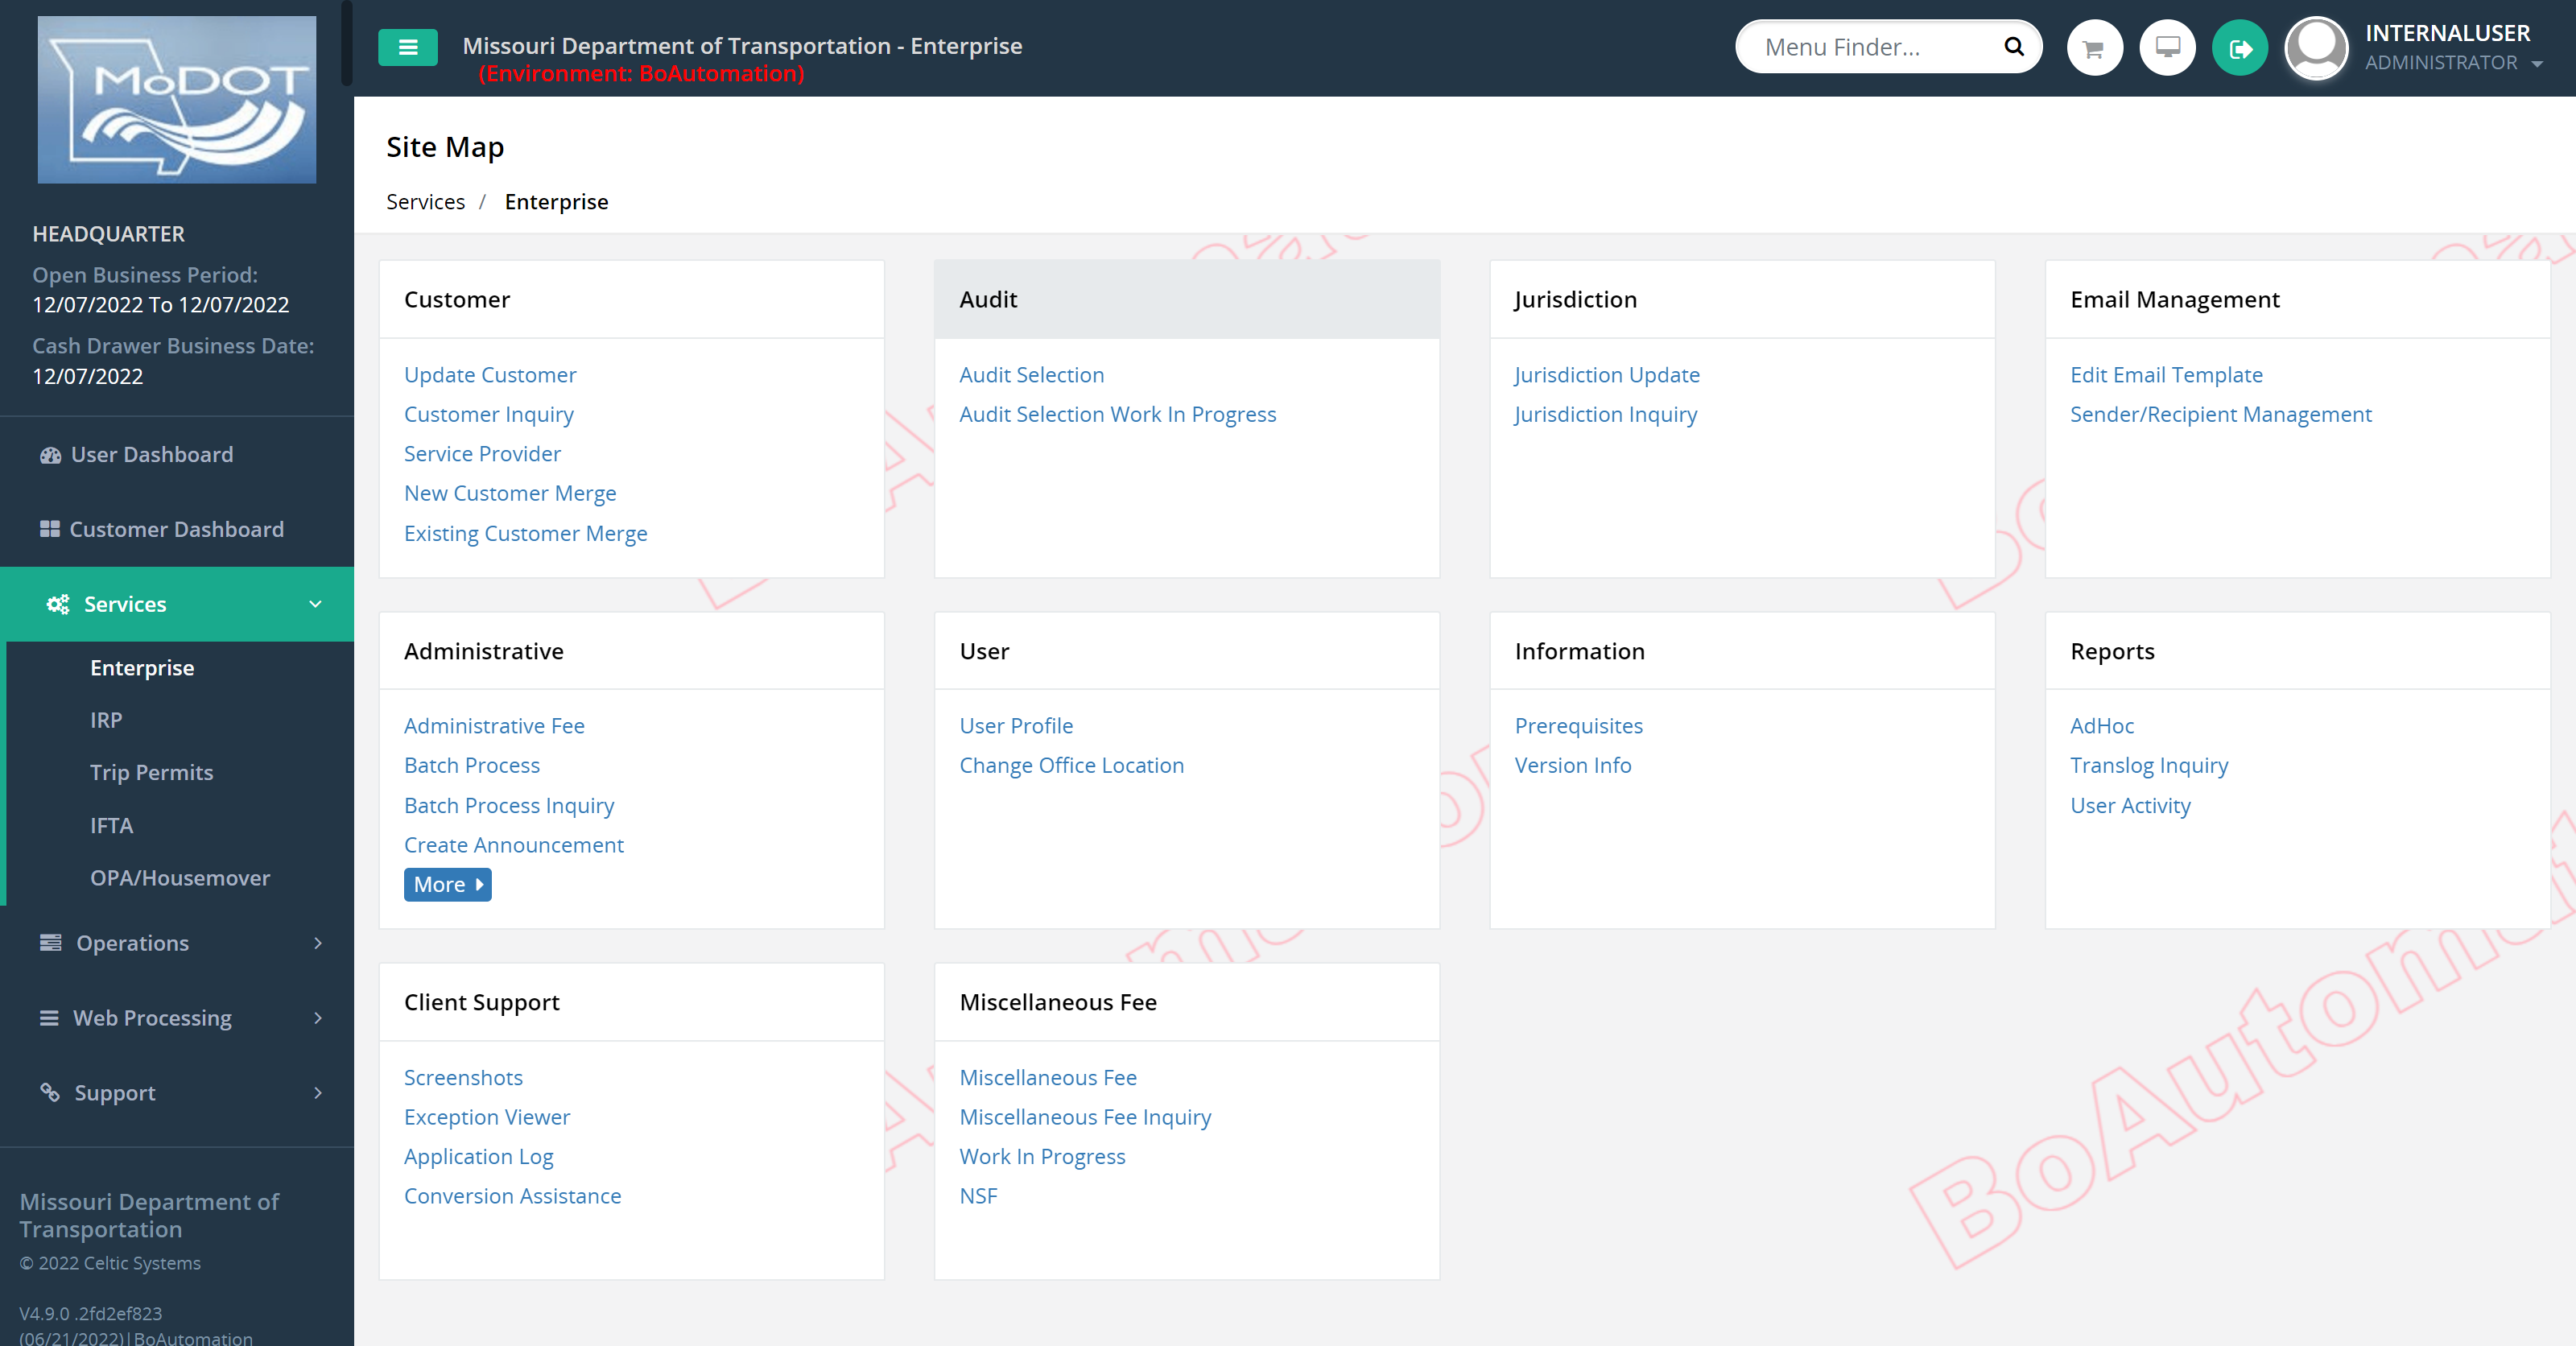 MoDOT
HEADQUARTER
Open Business Period:
12/07/2022 To 12/07/2022
Cash Drawer Business Date:
12/07/2022
User Dashboard
Customer Dashboard
Services
Enterprise
IRP
Trip Permits
IFTA
OPA/Housemover
Operations
Web Processing
Support
Missouri Department of
Transportation
© 2022 Celtic Systems
V4.9.0 .2fd2ef823
(06/21/2022)|BoAutomation
Missouri Department of Transportation - Enterprise
(Environment: BoAutomation)
Menu Finder...
INTERNALUSER
ADMINISTRATOR
Site Map
Services / Enterprise
Customer
Update Customer
Customer Inquiry
Service Provider
New Customer Merge
Existing Customer Merge
Audit
Audit Selection
Audit Selection Work In Progress
Jurisdiction
Jurisdiction Update
Jurisdiction Inquiry
Email Management
Edit Email Template
Sender/Recipient Management
Administrative
Administrative Fee
Batch Process
Batch Process Inquiry
Create Announcement
More
User
User Profile
Change Office Location
Information
Prerequisites
Version Info
Reports
AdHoc
Translog Inquiry
User Activity
Client Support
Screenshots
Exception Viewer
Application Log
Conversion Assistance
Miscellaneous Fee
Miscellaneous Fee
Miscellaneous Fee Inquiry
Work In Progress
NSF